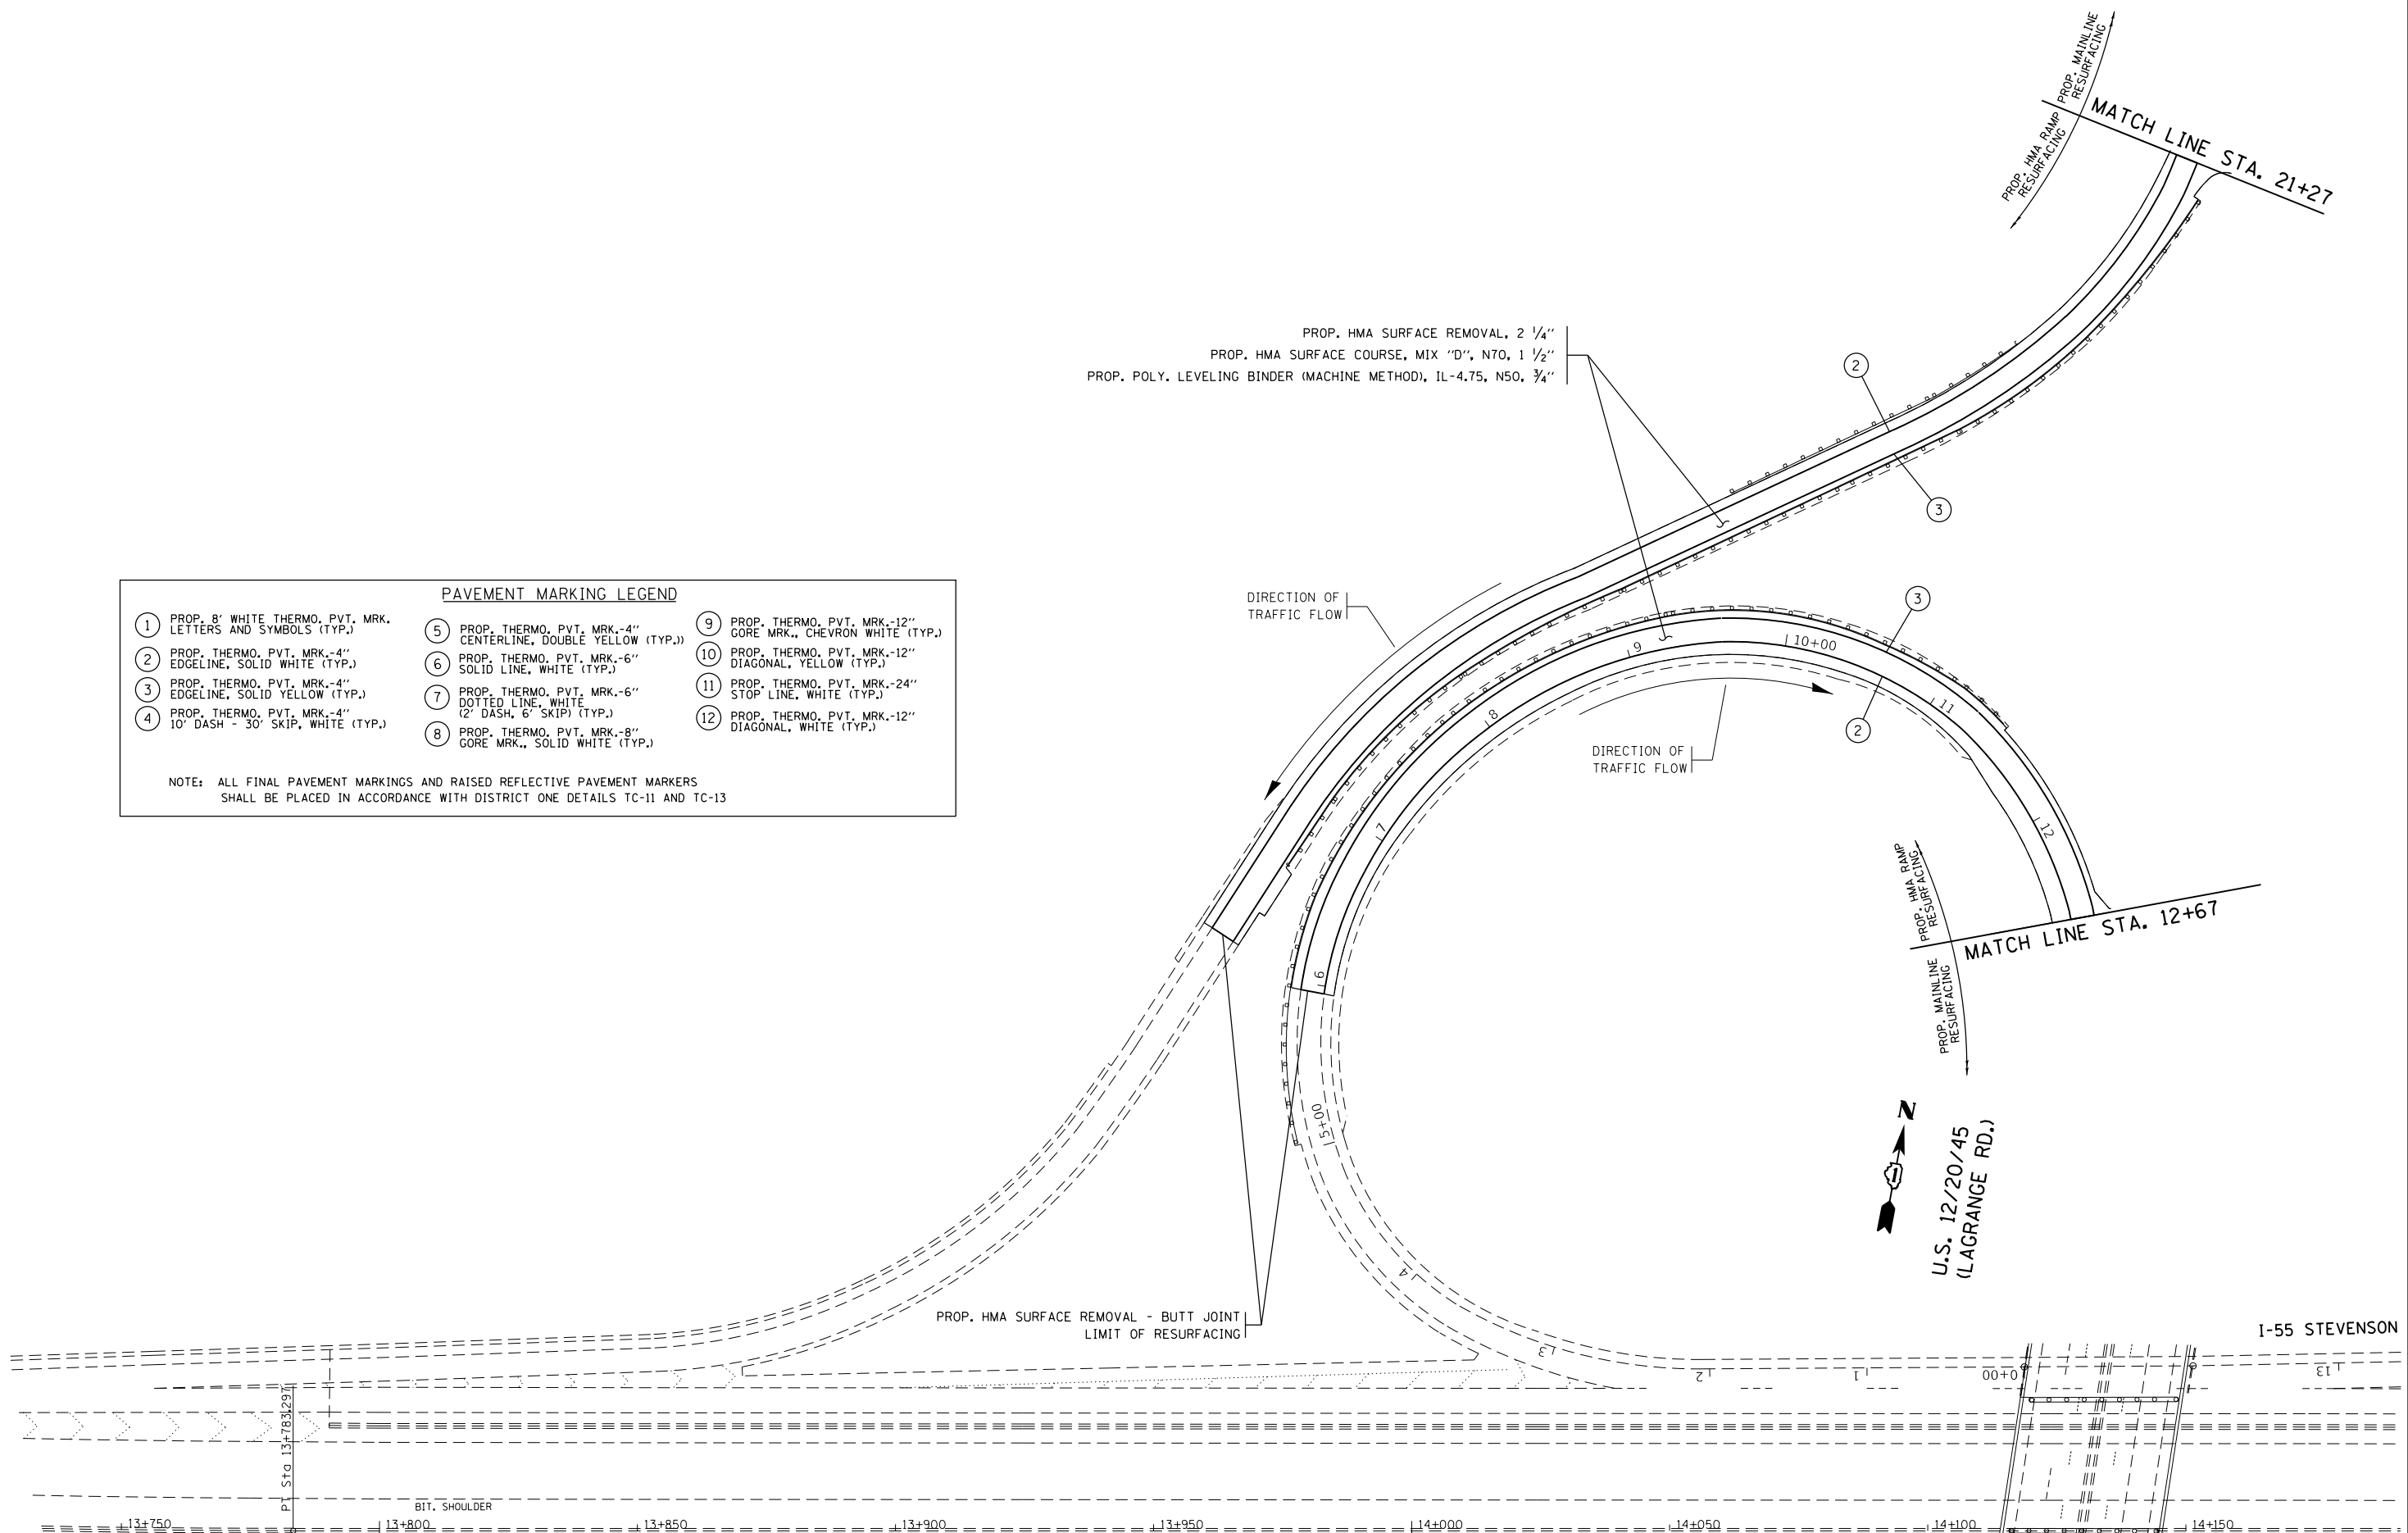 PROP. MAINLINE
RESURFACING
PROP. HMA RAMP
RESURFACING
MATCH LINE STA. 21+27
PROP. HMA SURFACE REMOVAL, 2 1/4"
PROP. HMA SURFACE COURSE, MIX "D", N70, 1 1/2"
PROP. POLY. LEVELING BINDER (MACHINE METHOD), IL-4.75, N50, 3/4"
2
3
DIRECTION OF
TRAFFIC FLOW
3
10+00
9
8
7
6
11
12
2
DIRECTION OF
TRAFFIC FLOW
PAVEMENT MARKING LEGEND
1 PROP. 8' WHITE THERMO. PVT. MRK.
LETTERS AND SYMBOLS (TYP.)
2 PROP. THERMO. PVT. MRK.-4"
EDGELINE, SOLID WHITE (TYP.)
3 PROP. THERMO. PVT. MRK.-4"
EDGELINE, SOLID YELLOW (TYP.)
4 PROP. THERMO. PVT. MRK.-4"
10' DASH - 30' SKIP, WHITE (TYP.)
5 PROP. THERMO. PVT. MRK.-4"
CENTERLINE, DOUBLE YELLOW (TYP.))
6 PROP. THERMO. PVT. MRK.-6"
SOLID LINE, WHITE (TYP.)
7 PROP. THERMO. PVT. MRK.-6"
DOTTED LINE, WHITE
(2' DASH, 6' SKIP) (TYP.)
8 PROP. THERMO. PVT. MRK.-8"
GORE MRK., SOLID WHITE (TYP.)
9 PROP. THERMO. PVT. MRK.-12"
GORE MRK., CHEVRON WHITE (TYP.)
10 PROP. THERMO. PVT. MRK.-12"
DIAGONAL, YELLOW (TYP.)
11 PROP. THERMO. PVT. MRK.-24"
STOP LINE, WHITE (TYP.)
12 PROP. THERMO. PVT. MRK.-12"
DIAGONAL, WHITE (TYP.)
NOTE: ALL FINAL PAVEMENT MARKINGS AND RAISED REFLECTIVE PAVEMENT MARKERS
SHALL BE PLACED IN ACCORDANCE WITH DISTRICT ONE DETAILS TC-11 AND TC-13
PROP. HMA RAMP
RESURFACING
MATCH LINE STA. 12+67
PROP. MAINLINE
RESURFACING
N
1
U.S. 12/20/45
(LAGRANGE RD.)
5+00
4
3
2
1
0+00
13
PROP. HMA SURFACE REMOVAL - BUTT JOINT
LIMIT OF RESURFACING
I-55 STEVENSON
PT Sta 13+783.297
BIT. SHOULDER
13+750
13+800
13+850
13+900
13+950
14+000
14+050
14+100
14+150